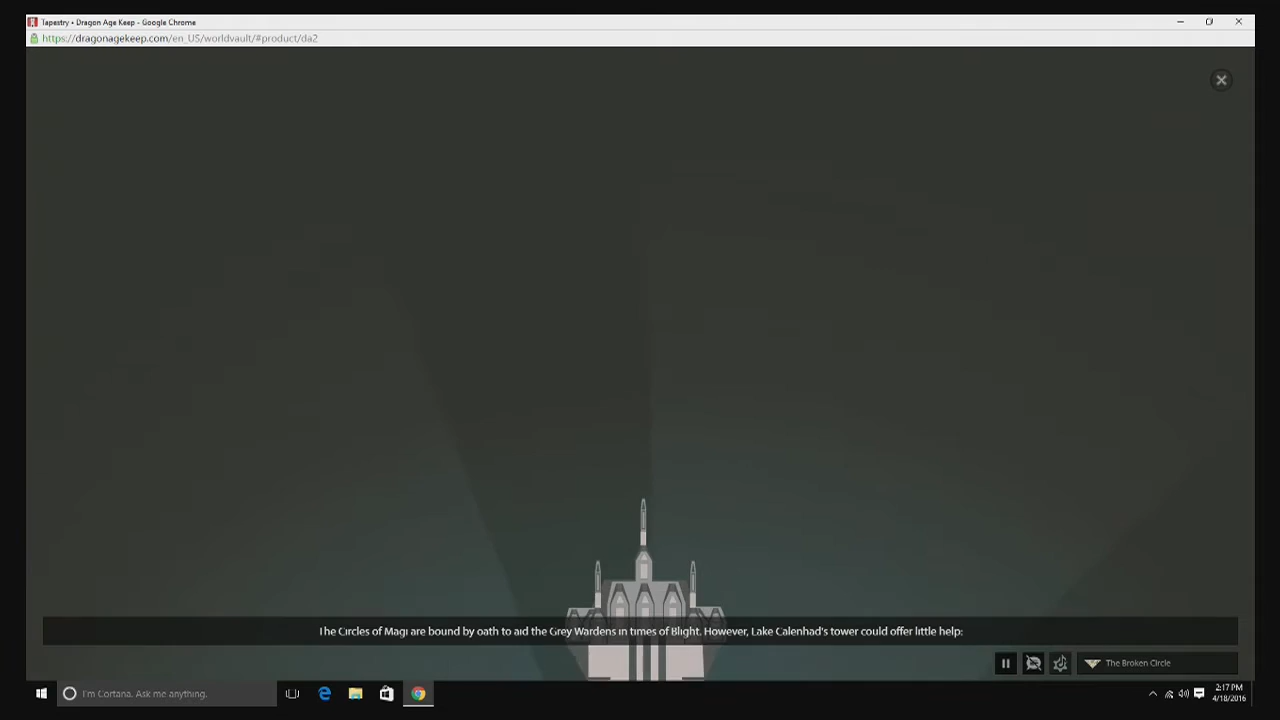 Tapestry • Dragon Age Keep - Google Chrome
https://dragonagekeep.com/en_US/worldvault/#product/da2
The Circles of Magi are bound by oath to aid the Grey Wardens in times of Blight. However, Lake Calenhad's tower could offer little help:
The Broken Circle
I'm Cortana. Ask me anything.
2:17 PM
4/18/2016